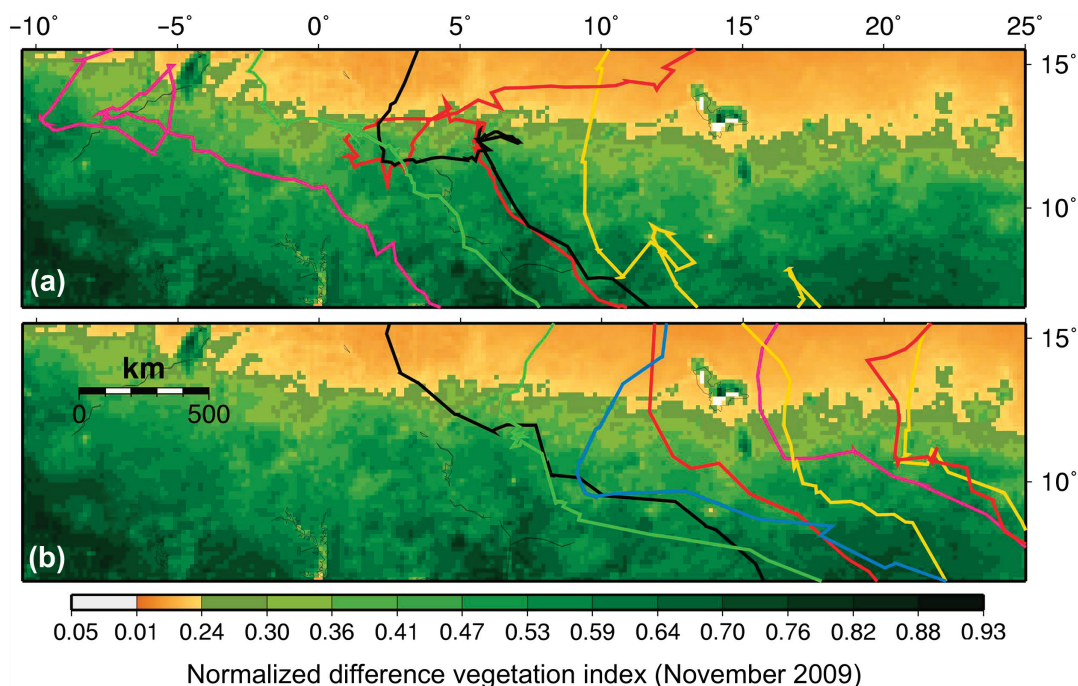 −10° −5° 0° 5° 10° 15° 20° 25°
15°
10°
(a)
15°
km
0 500
10°
(b)
0.05 0.01 0.24 0.30 0.36 0.41 0.47 0.53 0.59 0.64 0.70 0.76 0.82 0.88 0.93
Normalized difference vegetation index (November 2009)